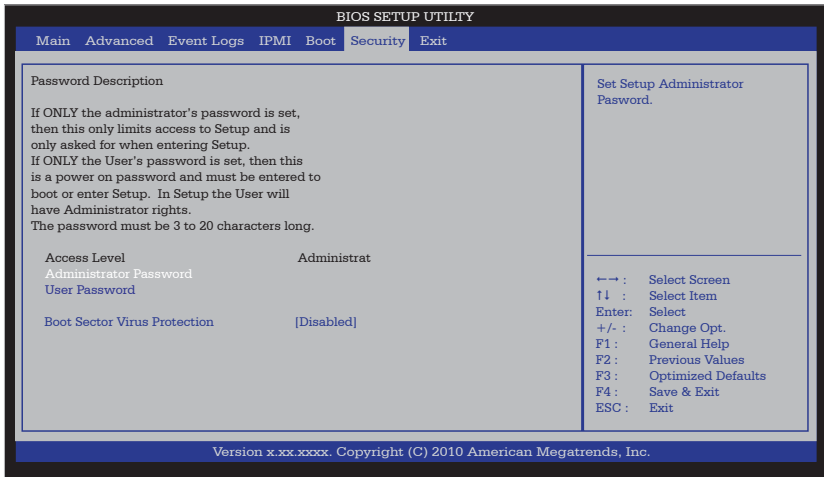 BIOS SETUP UTILTY
Main Advanced Event Logs IPMI Boot Security Exit
Password Description
If ONLY the administrator's password is set,
then this only limits access to Setup and is
only asked for when entering Setup.
If ONLY the User's password is set, then this
is a power on password and must be entered to
boot or enter Setup. In Setup the User will
have Administrator rights.
The password must be 3 to 20 characters long.
Access Level Administrat
Administrator Password
User Password
Boot Sector Virus Protection [Disabled]
Set Setup Administrator
Pasword.
←→ : Select Screen
↑↓ : Select Item
Enter: Select
+/- : Change Opt.
F1 : General Help
F2 : Previous Values
F3 : Optimized Defaults
F4 : Save & Exit
ESC : Exit
Version x.xx.xxxx. Copyright (C) 2010 American Megatrends, Inc.